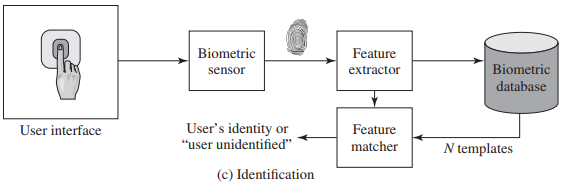 Biometric
sensor
Feature
extractor
Biometric
database
User interface
User's identity or
“user unidentified”
Feature
matcher
N templates
(c) Identification